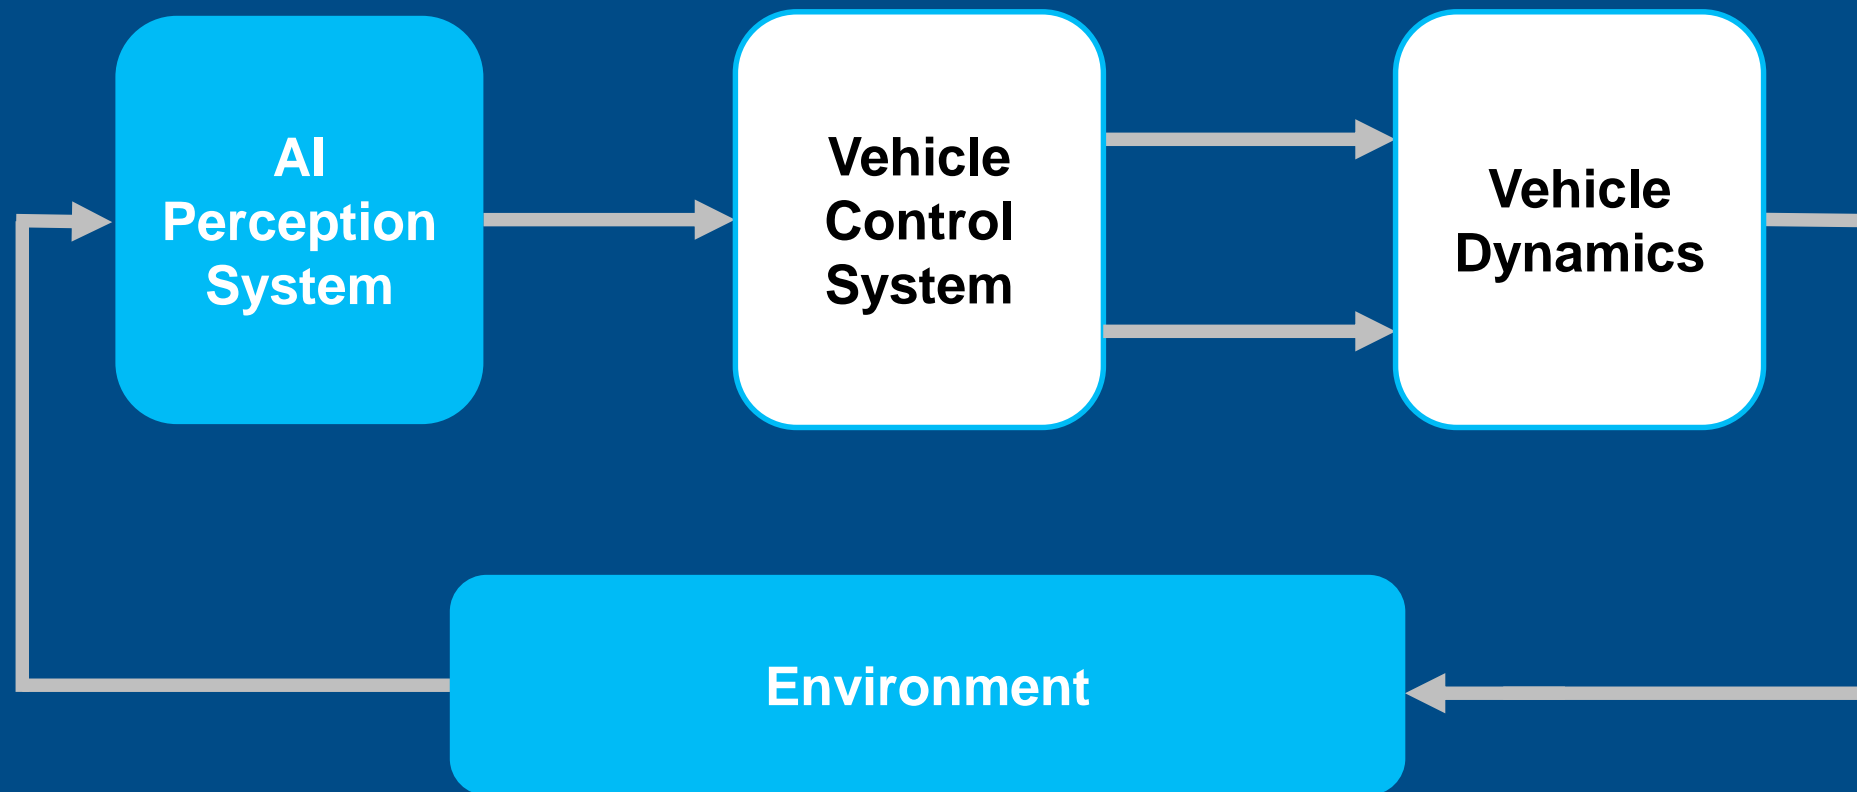 AI
Perception
System
Vehicle
Control
System
Vehicle
Dynamics
Environment